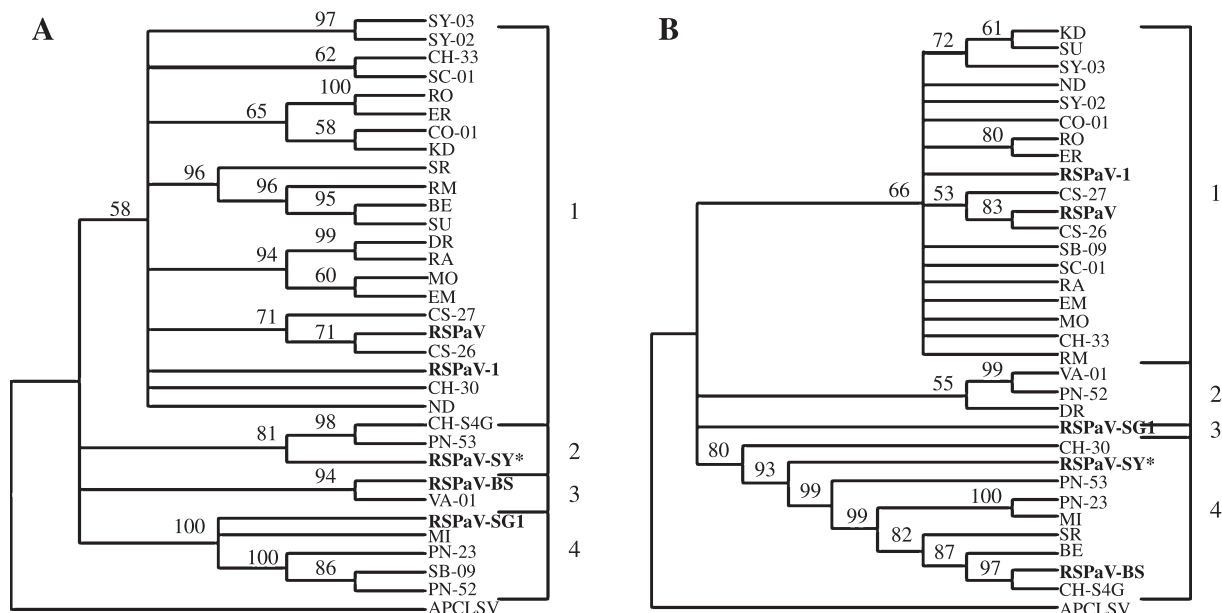 A
97
SY-03
SY-02
62
CH-33
SC-01
65
100
RO
ER
58
CO-01
KD
96
SR
96
RM
95
BE
SU
58
94
99
DR
RA
60
MO
EM
71
CS-27
71
RSPaV
CS-26
RSPaV-1
CH-30
ND
1
81
98
CH-S4G
PN-53
RSPaV-SY*
2
94
RSPaV-BS
VA-01
3
100
RSPaV-SG1
MI
100
PN-23
86
SB-09
PN-52
4
APCLSV
B
72
61
KD
SU
SY-03
ND
SY-02
CO-01
80
RO
ER
RSPaV-1
66
53
CS-27
83
RSPaV
CS-26
SB-09
SC-01
RA
EM
MO
CH-33
RM
1
55
99
VA-01
PN-52
DR
2
RSPaV-SG1
3
80
CH-30
93
RSPaV-SY*
99
PN-53
99
100
PN-23
MI
82
SR
87
BE
97
RSPaV-BS
CH-S4G
4
APCLSV